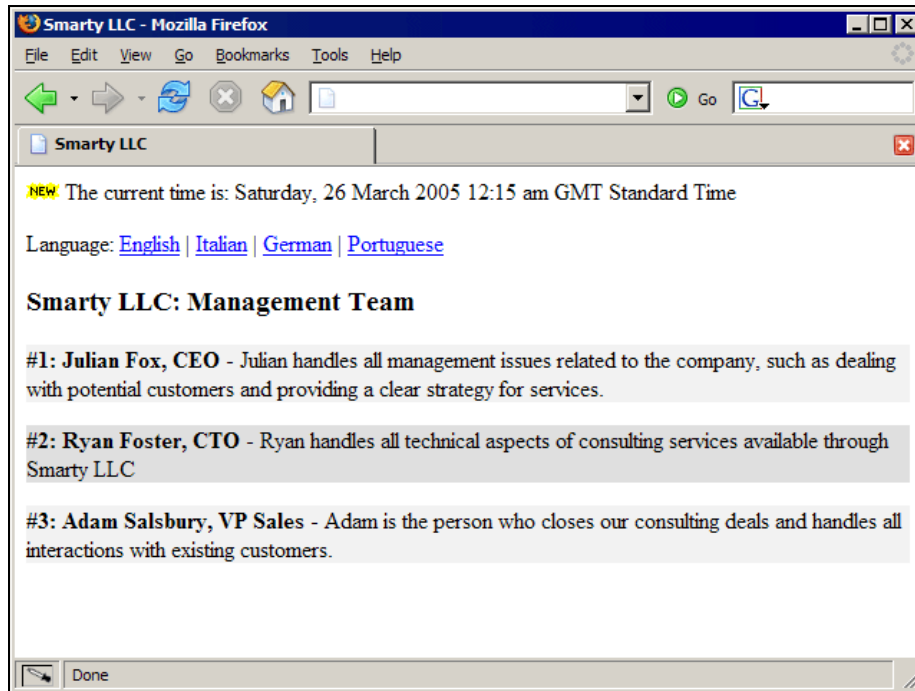 Smarty LLC - Mozilla Firefox
File Edit View Go Bookmarks Tools Help
Go G
Smarty LLC
NEW The current time is: Saturday, 26 March 2005 12:15 am GMT Standard Time
Language: English | Italian | German | Portuguese
Smarty LLC: Management Team
#1: Julian Fox, CEO - Julian handles all management issues related to the company, such as dealing
with potential customers and providing a clear strategy for services.
#2: Ryan Foster, CTO - Ryan handles all technical aspects of consulting services available through
Smarty LLC
#3: Adam Salsbury, VP Sales - Adam is the person who closes our consulting deals and handles all
interactions with existing customers.
Done